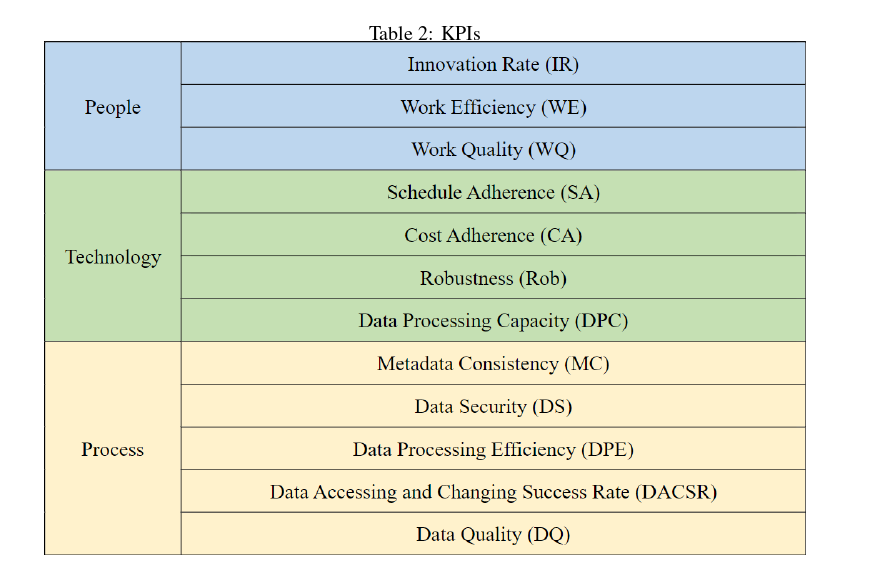 Table 2: KPIs
People
Innovation Rate (IR)
Work Efficiency (WE)
Work Quality (WQ)
Technology
Schedule Adherence (SA)
Cost Adherence (CA)
Robustness (Rob)
Data Processing Capacity (DPC)
Process
Metadata Consistency (MC)
Data Security (DS)
Data Processing Efficiency (DPE)
Data Accessing and Changing Success Rate (DACSR)
Data Quality (DQ)